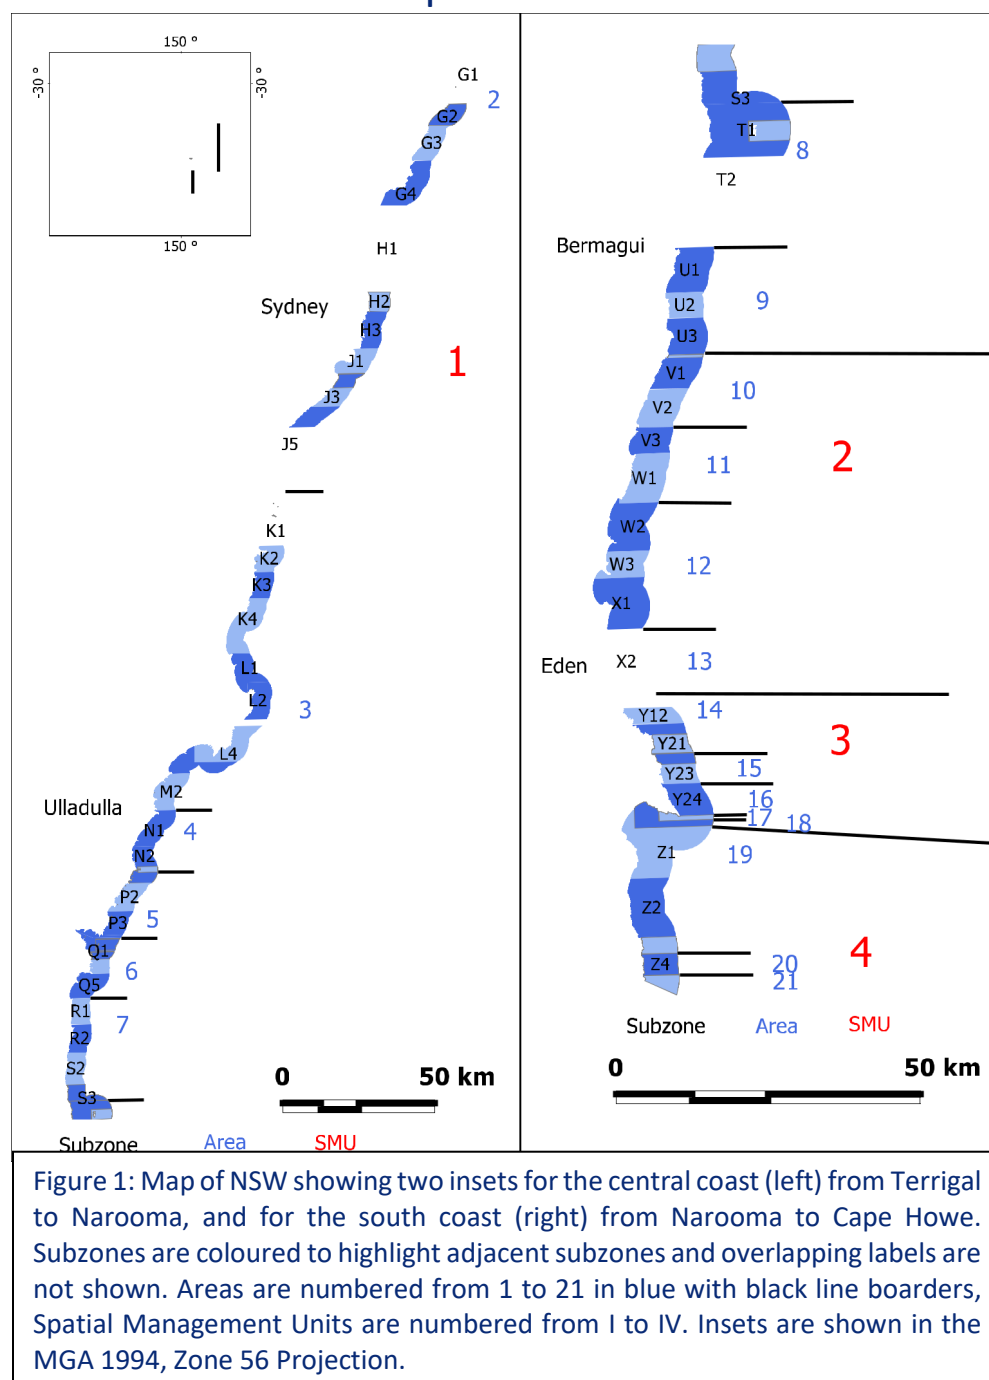 150 °
-30 °
-30 °
150 °
G1
2
G2
G3
G4
H1
Sydney
H2
H3
1
J1
J3
J5
K1
K2
K3
K4
L1
L2
3
L4
M2
Ulladulla
4
N1
N2
P2
5
P3
Q1
6
Q5
R1
7
R2
S2
S3
0
50 km
Subzone
Area
SMU
S3
T1
8
T2
Bermagui
U1
9
U2
U3
V1
10
V2
V3
2
11
W1
W2
12
W3
X1
Eden
X2
13
14
Y12
3
Y21
15
Y23
16
Y24
17
18
19
Z1
Z2
4
Z4
20
21
Subzone
Area
SMU
0
50 km
Figure 1: Map of NSW showing two insets for the central coast (left) from Terrigal
to Narooma, and for the south coast (right) from Narooma to Cape Howe.
Subzones are coloured to highlight adjacent subzones and overlapping labels are
not shown. Areas are numbered from 1 to 21 in blue with black line boarders,
Spatial Management Units are numbered from I to IV. Insets are shown in the
MGA 1994, Zone 56 Projection.